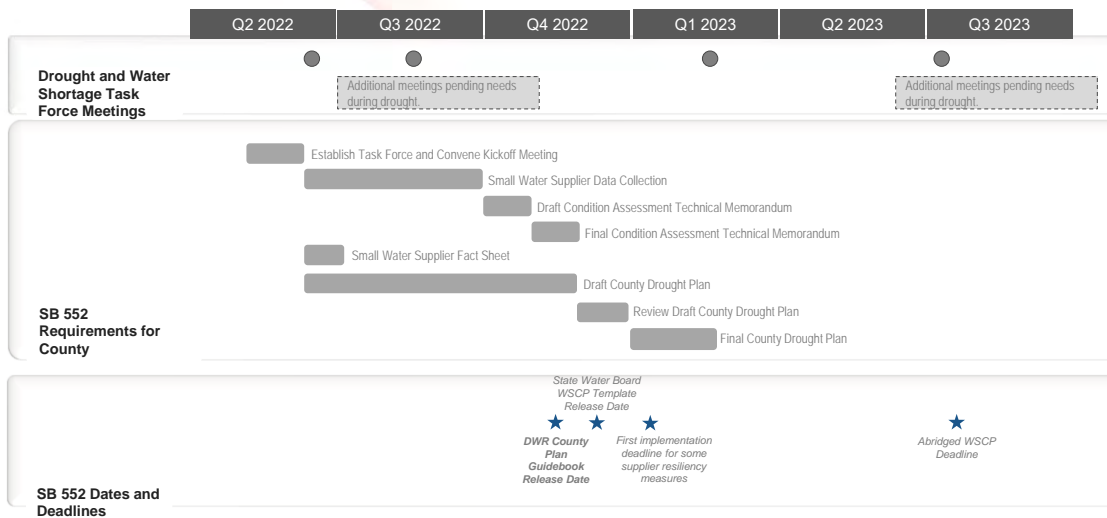 Q2 2022 Q3 2022 Q4 2022 Q1 2023 Q2 2023 Q3 2023
Drought and Water
Shortage Task
Force Meetings
Additional meetings pending needs
during drought.
Additional meetings pending needs
during drought.
Establish Task Force and Convene Kickoff Meeting
Small Water Supplier Data Collection
Draft Condition Assessment Technical Memorandum
Final Condition Assessment Technical Memorandum
Small Water Supplier Fact Sheet
Draft County Drought Plan
Review Draft County Drought Plan
Final County Drought Plan
SB 552
Requirements for
County
State Water Board
WSCP Template
Release Date
DWR County
Plan
Guidebook
Release Date
First implementation
deadline for some
supplier resiliency
measures
Abridged WSCP
Deadline
SB 552 Dates and
Deadlines